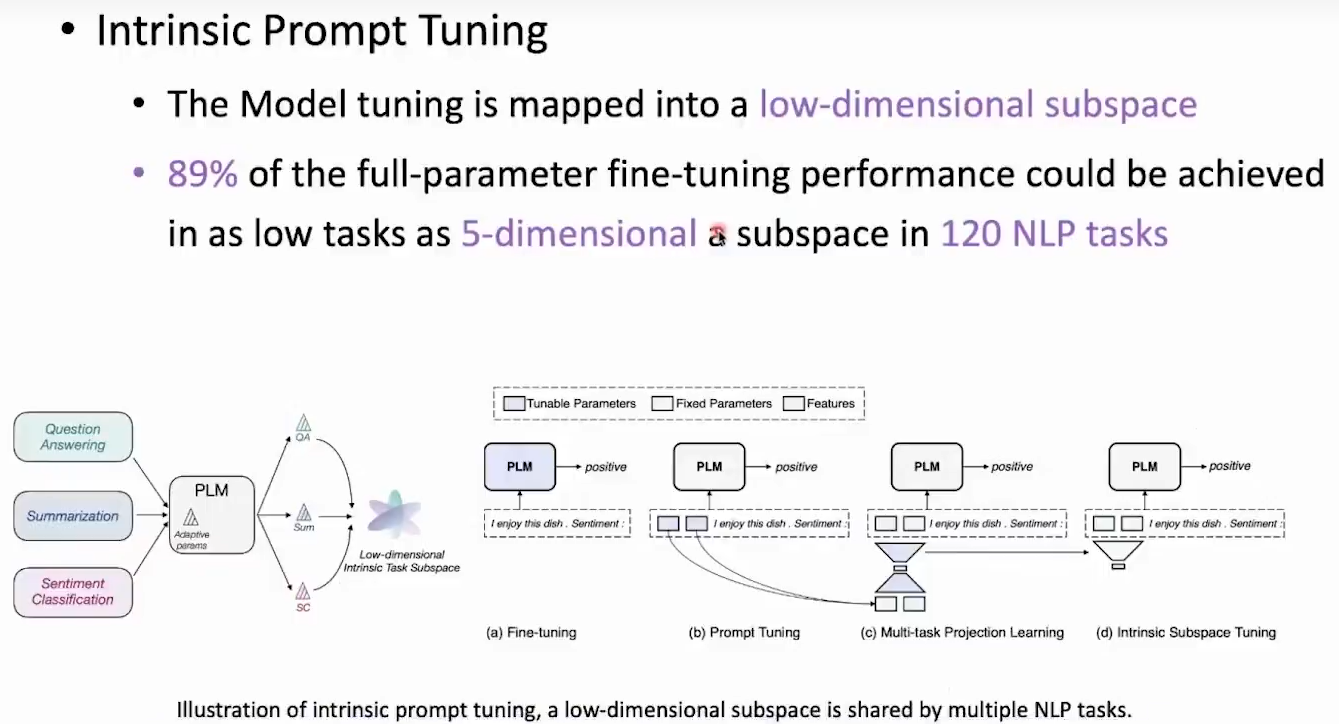 • Intrinsic Prompt Tuning
• The Model tuning is mapped into a low-dimensional subspace
• 89% of the full-parameter fine-tuning performance could be achieved
in as low tasks as 5-dimensional a subspace in 120 NLP tasks
Question
Answering
Summarization
Sentiment
Classification
PLM
Adaptive
params
QA
Sum
SC
Low-dimensional
Intrinsic Task Subspace
Tunable Parameters Fixed Parameters Features
PLM positive
I enjoy this dish . Sentiment :
(a) Fine-tuning
PLM positive
I enjoy this dish . Sentiment :
(b) Prompt Tuning
PLM positive
I enjoy this dish . Sentiment :
(c) Multi-task Projection Learning
PLM positive
I enjoy this dish . Sentiment :
(d) Intrinsic Subspace Tuning
Illustration of intrinsic prompt tuning, a low-dimensional subspace is shared by multiple NLP tasks.